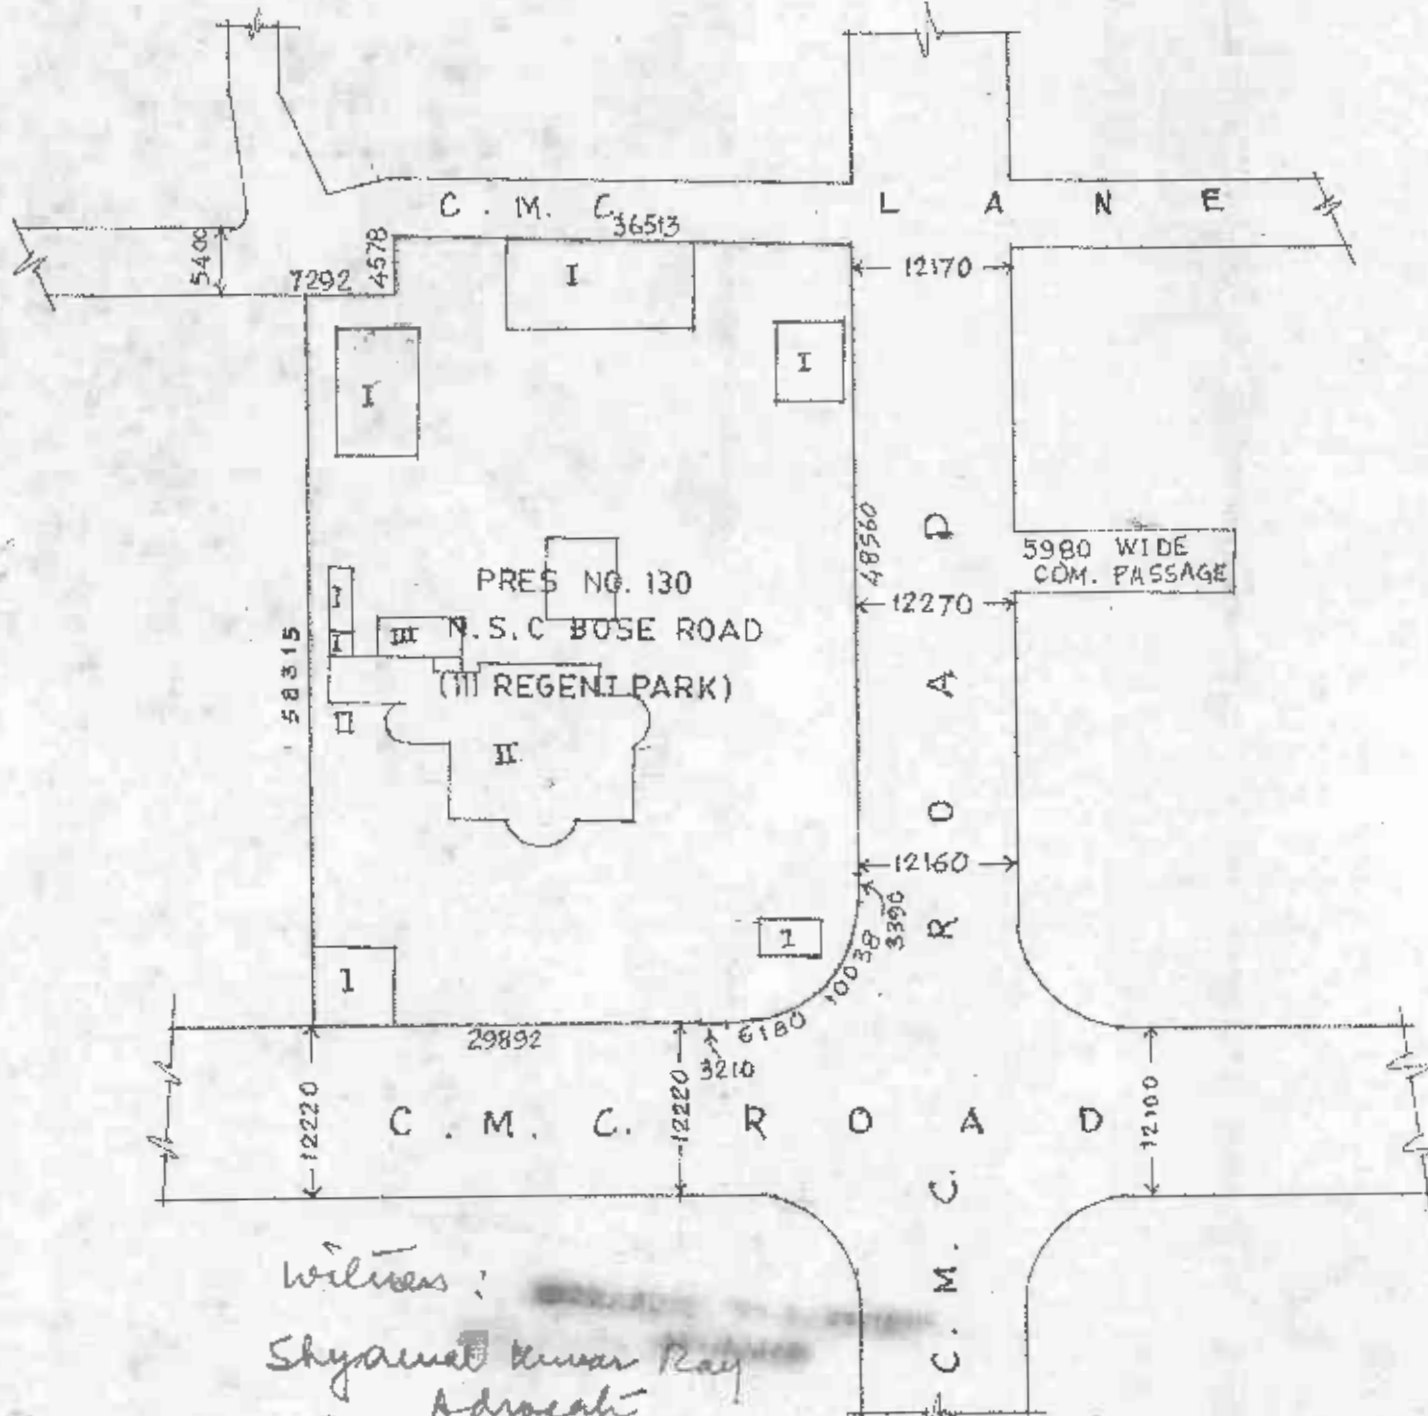 C. M. C. LANE
36513
5400
7292
4578
I
12170
I
I
48560
5980 WIDE
COM. PASSAGE
PRES NO. 130
12270
I
N.S.C BOSE ROAD
I
III
58315
(111 REGENT PARK)
II
II
12160
3390
I
10038
I
6180
29892
3210
12220
C. M. C. ROAD
12220
12100
C. M. C. ROAD
Witness:
Shyamal Kumar Ray
Advocate